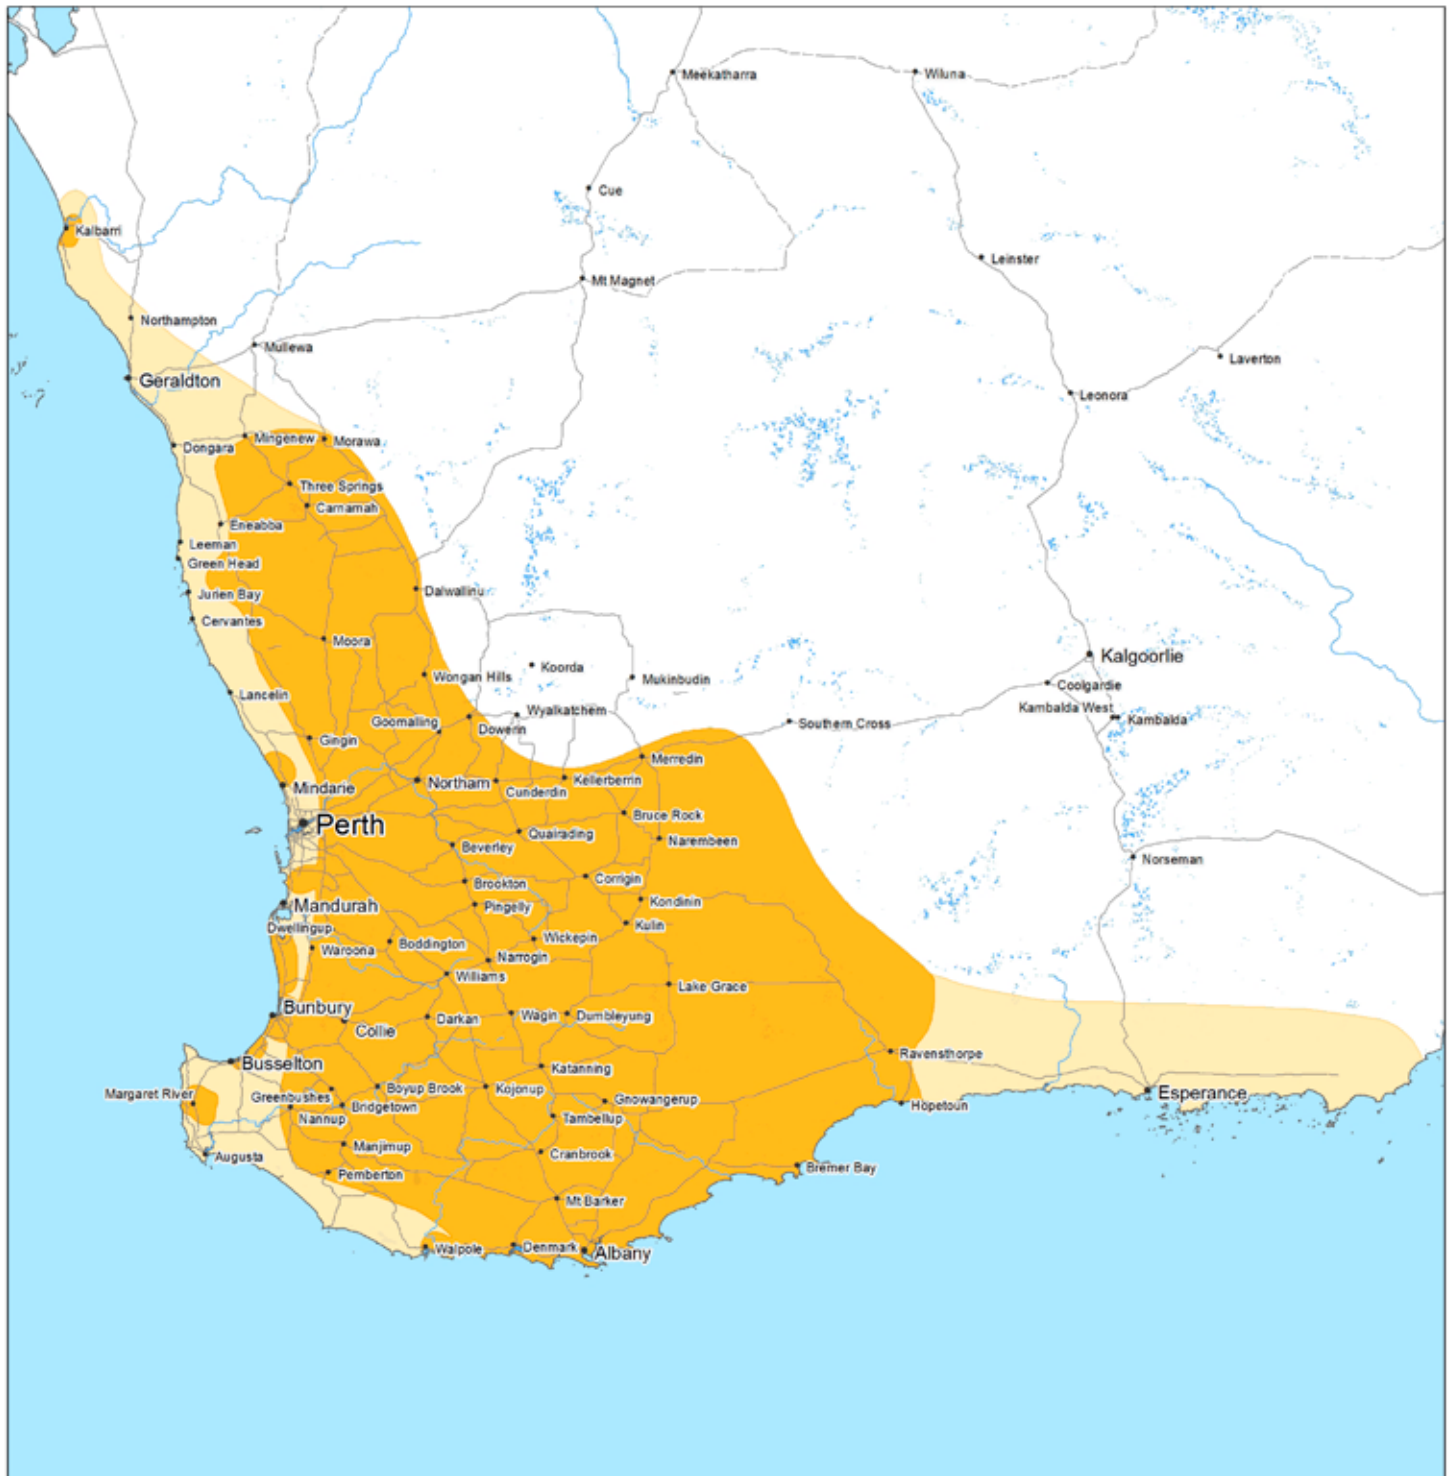 Meekatharra
Wiluna
Cue
Kalbarri
Leinster
Mt Magnet
Northampton
Mullewa
Laverton
Geraldton
Leonora
Mingenew
Morawa
Dongara
Three Springs
Carnamah
Eneabba
Leeman
Green Head
Dalwallinu
Jurien Bay
Cervantes
Moora
Kalgoorlie
Koorda
Wongan Hills
Mukinbudin
Coolgardie
Lancelin
Kambalda West
Wyalkatchem
Goomalling
Kambalda
Southern Cross
Dowerin
Gingin
Merredin
Kellerberrin
Northam
Mindarie
Cunderdin
Bruce Rock
Perth
Quairading
Narembeen
Beverley
Norseman
Corrigin
Brookton
Kondinin
Mandurah
Pingelly
Kulin
Dwellingup
Wickepin
Boddington
Waroona
Narrogin
Williams
Lake Grace
Bunbury
Wagin
Dumbleyung
Darkan
Collie
Ravensthorpe
Busselton
Katanning
Boyup Brook
Kojonup
Margaret River
Esperance
Greenbushes
Gnowangerup
Bridgetown
Hopetoun
Nannup
Tambellup
Manjimup
Cranbrook
Augusta
Bremer Bay
Pemberton
Mt Barker
Walpole
Denmark
Albany